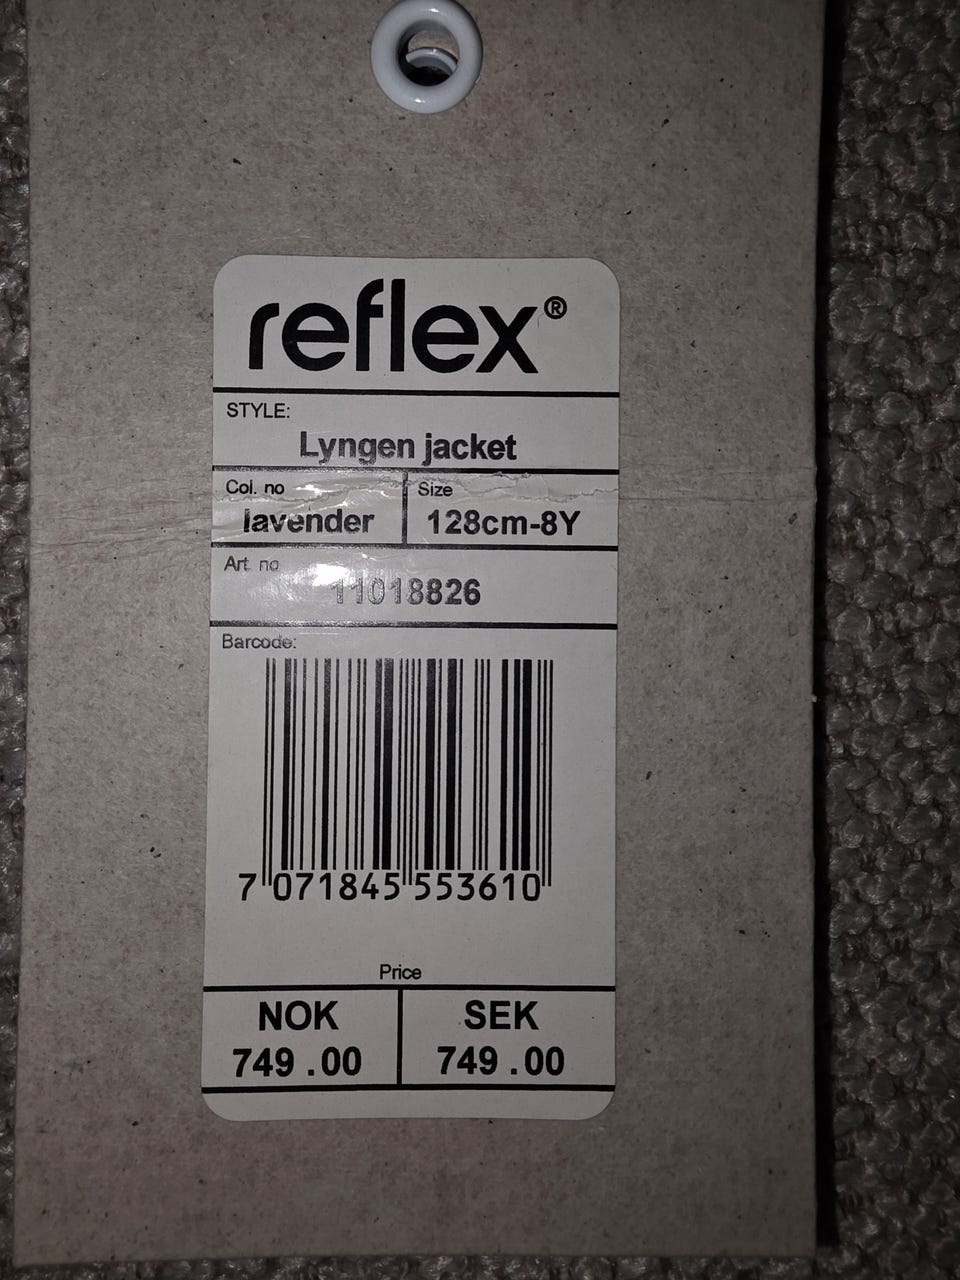 reflex®
STYLE:
Lyngen jacket
Col. no Size
lavender 128cm-8Y
Art. no
11018826
Barcode:
7 071845 553610
Price
NOK SEK
749 .00 749 .00